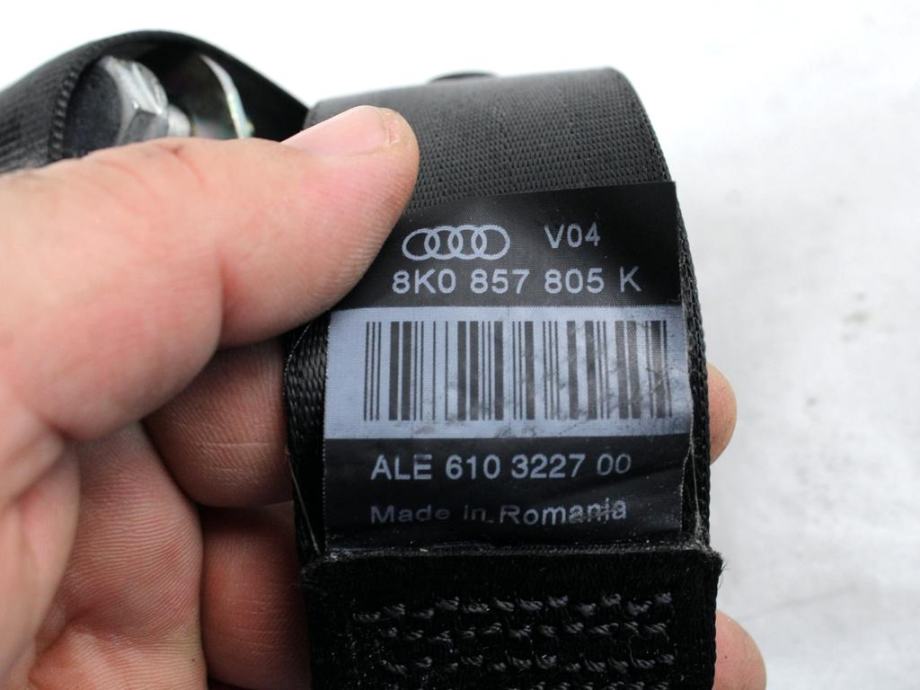 V04
8K0 857 805 K
ALE 610 3227 00
Made in Romania